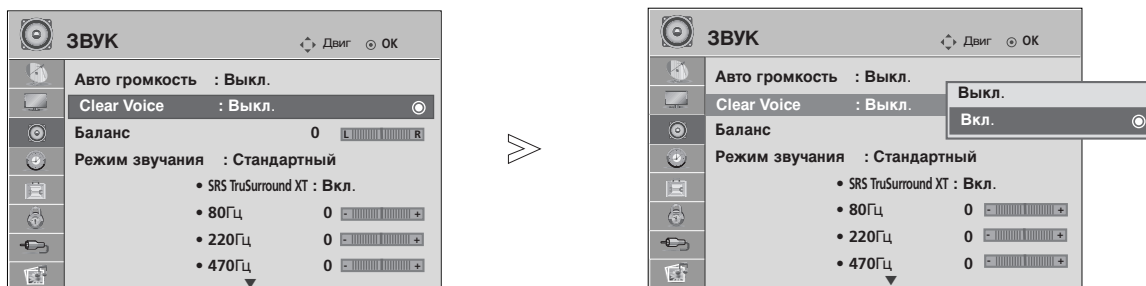 ЗВУК Двиг ОК
Авто громкость : Выкл.
Clear Voice : Выкл.
Баланс 0 L R
Режим звучания : Стандартный
• SRS TruSurround XT : Вкл.
• 80Гц 0 - +
• 220Гц 0 - +
• 470Гц 0 - +
ЗВУК Двиг ОК
Авто громкость : Выкл.
Clear Voice : Выкл.
Выкл.
Вкл.
Баланс
Режим звучания : Стандартный
• SRS TruSurround XT : Вкл.
• 80Гц 0 - +
• 220Гц 0 - +
• 470Гц 0 - +